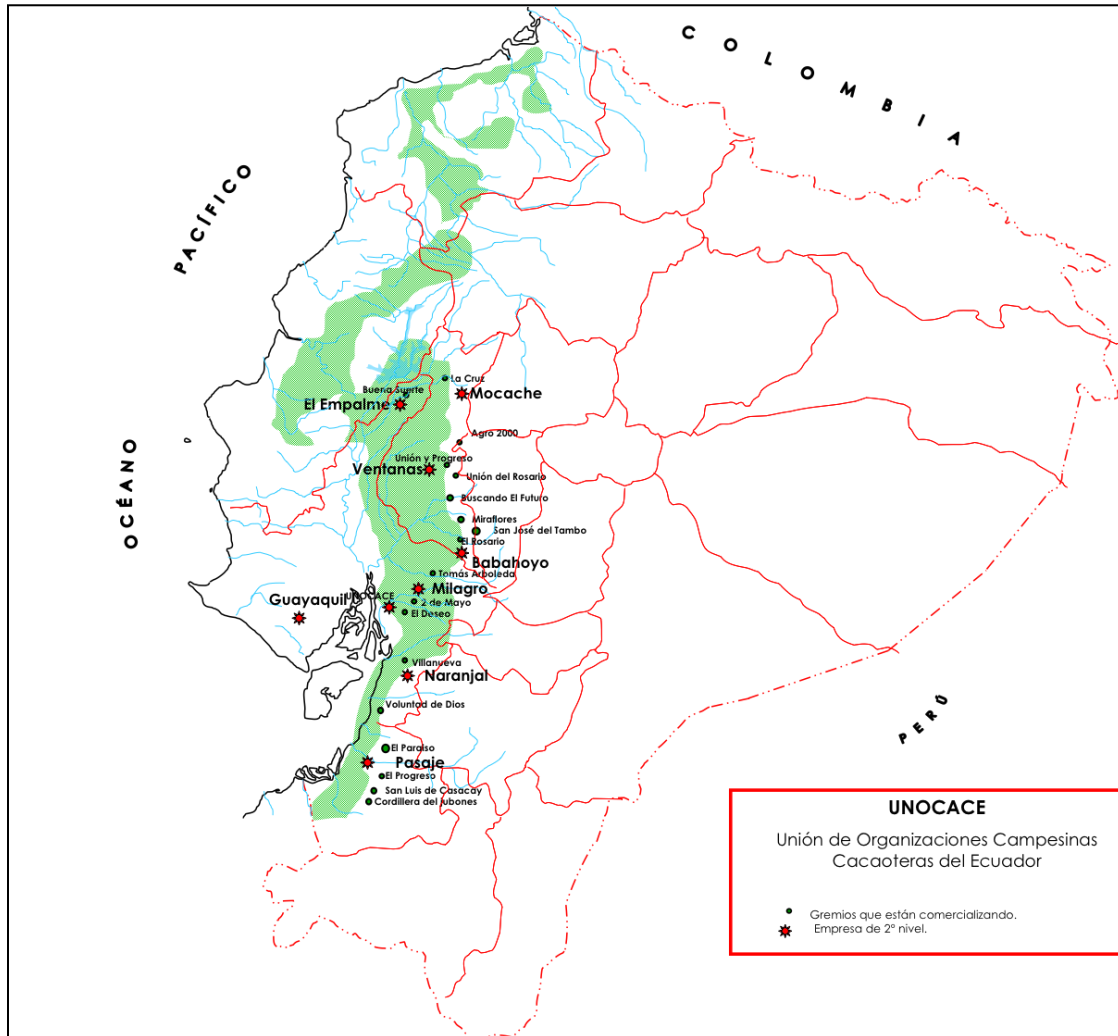 COLOMBIA
PACÍFICO
OCÉANO
La Cruz
Buena Suerte
Mocache
El Empalme
Agro 2000
Unión y Progreso
Ventanas
Unión del Rosario
Buscando El Futuro
Miraflores
San José del Tambo
El Rosario
Babahoyo
Tomás Arboleda
Milagro
UNOCACE
Guayaquil
2 de Mayo
El Deseo
Villanueva
Naranjal
Voluntad de Dios
El Paraiso
Pasaje
El Progreso
San Luis de Casacay
Cordillera del jubones
PERÚ
UNOCACE
Unión de Organizaciones Campesinas
Cacaoteras del Ecuador
Gremios que están comercializando.
Empresa de 2º nivel.